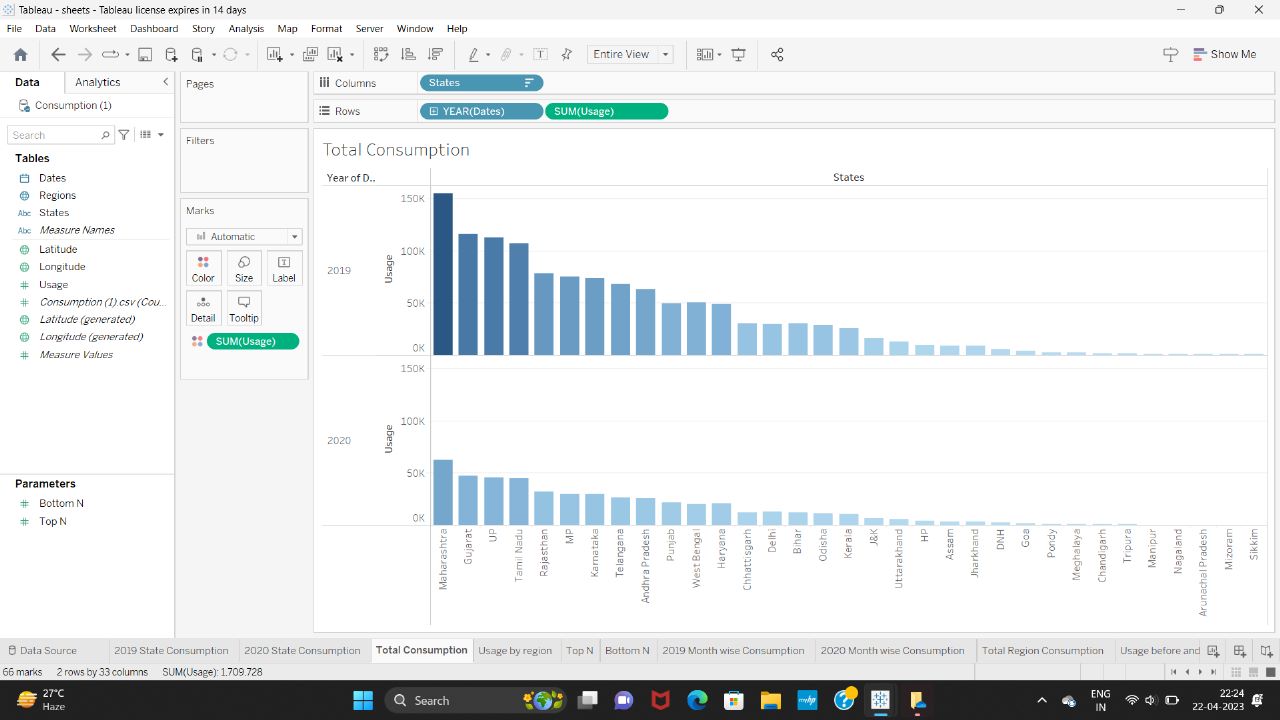 Tableau - sheets - Tableau license expires in 14 days
File Data Worksheet Dashboard Story Analysis Map Format Server Window Help
Entire View
Show Me
Data Analytics
Consumption (1)
Search
Tables
Dates
Regions
Abc States
Abc Measure Names
Latitude
Longitude
# Usage
# Consumption (1).csv (Cou...
Latitude (generated)
Longitude (generated)
# Measure Values
Parameters
# Bottom N
# Top N
Pages
Filters
Marks
Automatic
Color Size Label
Detail Tooltip
SUM(Usage)
Columns States
Rows YEAR(Dates) SUM(Usage)
Total Consumption
Year of D.. States
2019
Usage
150K
100K
50K
0K
2020
Usage
150K
100K
50K
0K
Maharashtra
Gujarat
UP
Tamil Nadu
Rajasthan
MP
Karnataka
Telangana
Andhra Pradesh
Punjab
West Bengal
Haryana
Chhattisgarh
Delhi
Bihar
Odisha
Kerala
J&K
Uttarakhand
HP
Assam
Jharkhand
DNH
Goa
Pondy
Meghalaya
Chandigarh
Tripura
Manipur
Nagaland
Arunachal Pradesh
Mizoram
Sikkim
Data Source 2019 State Consumption 2020 State Consumption Total Consumption Usage by region Top N Bottom N 2019 Month wise Consumption 2020 Month wise Consumption Total Region Consumption Usage before and
66 marks 2 rows by 33 columns SUM(Usage): 1.709.728
27°C
Haze
Search
myhp
ENG
IN
22:24
22-04-2023